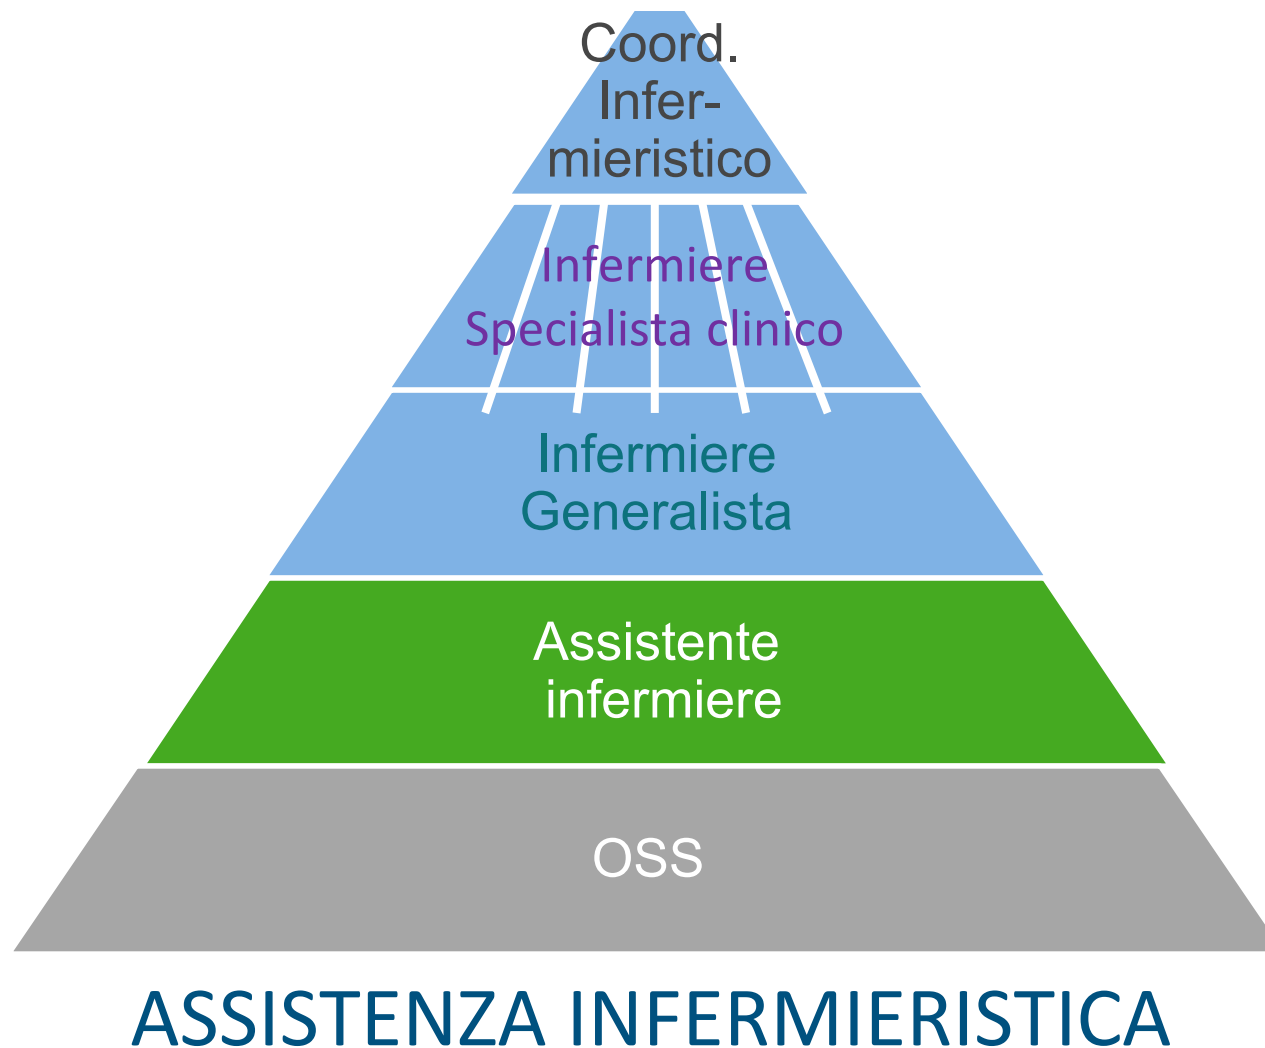 Coord.
Infer-
mieristico
Infermiere
Specialista clinico
Infermiere
Generalista
Assistente
infermiere
OSS
ASSISTENZA INFERMIERISTICA